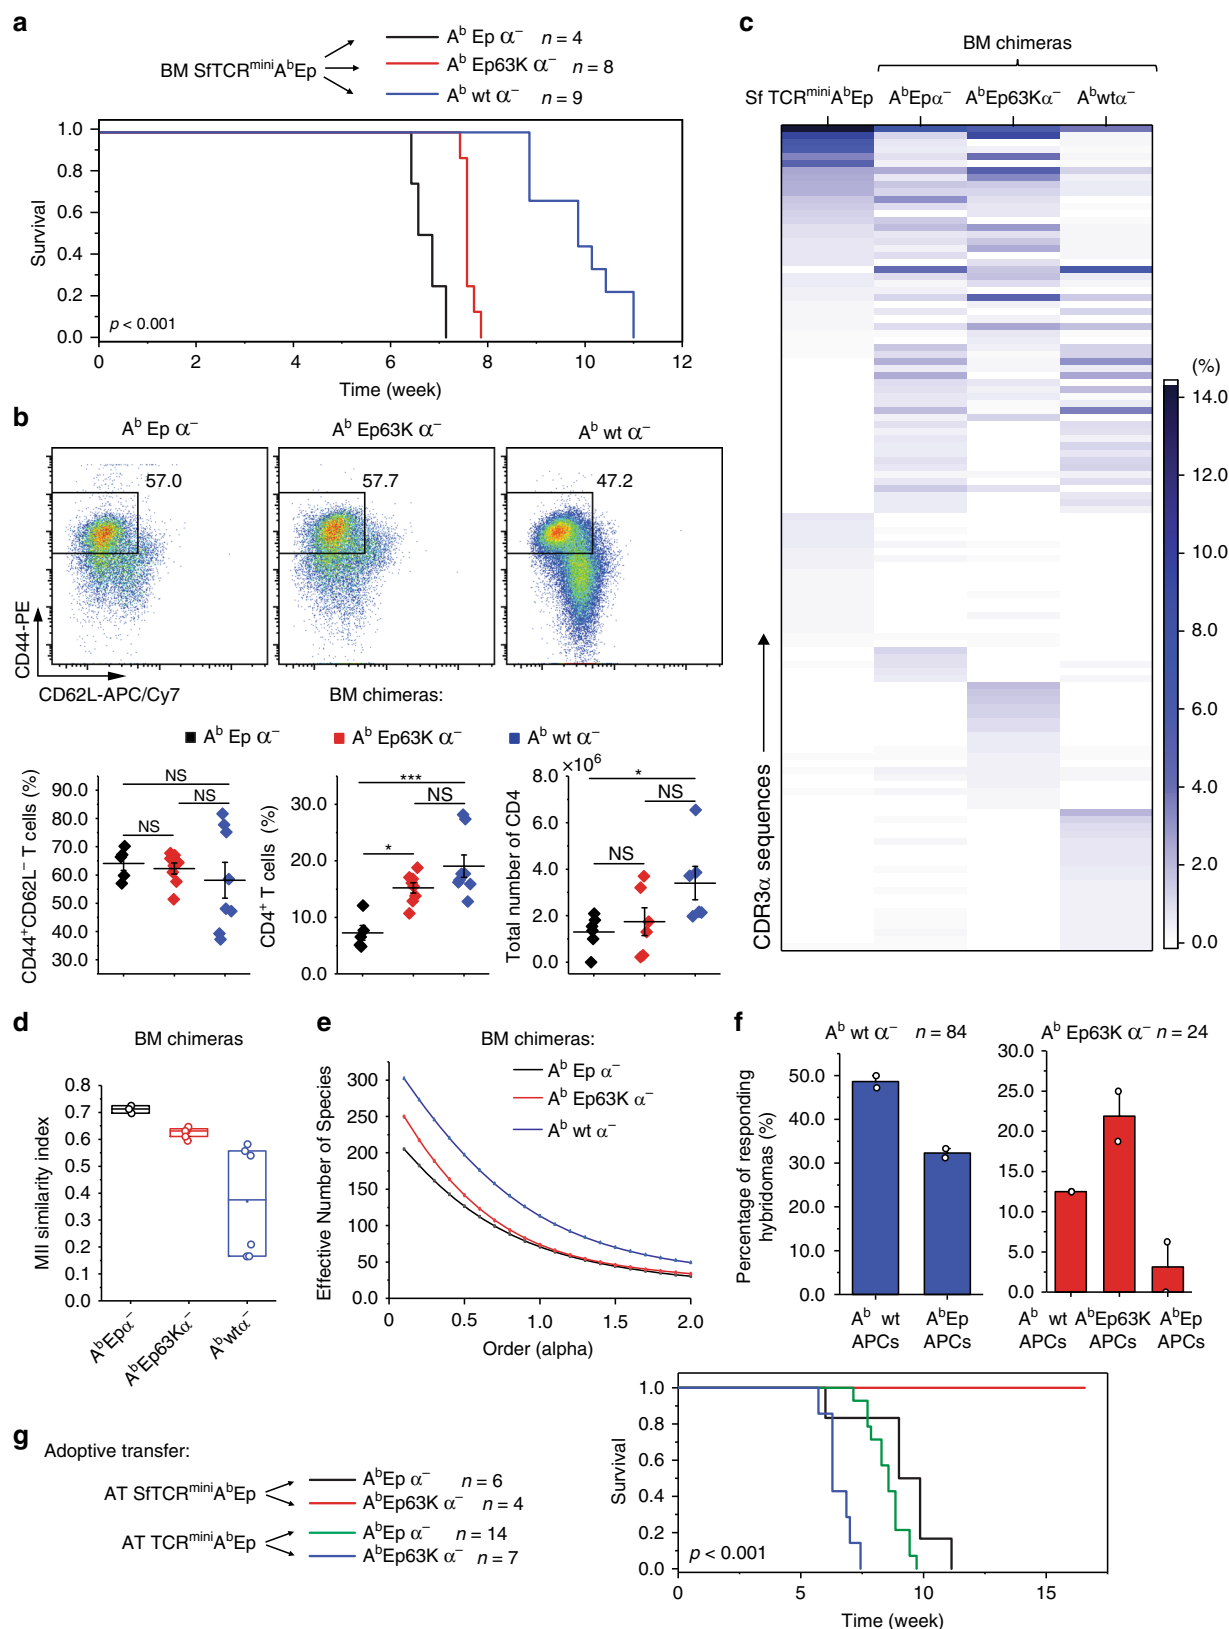 a
BM SfTCRminiAbEp
Ab Ep α− n = 4
Ab Ep63K α− n = 8
Ab wt α− n = 9
Survival
1.0
0.8
0.6
0.4
0.2
0.0
p < 0.001
0 2 4 6 8 10 12
Time (week)
b
Ab Ep α− Ab Ep63K α− Ab wt α−
57.0 57.7 47.2
CD44-PE
CD62L-APC/Cy7
BM chimeras:
Ab Ep α− Ab Ep63K α− Ab wt α−
CD44+CD62L− T cells (%)
90.0
80.0
70.0
60.0
50.0
40.0
30.0
NS
NS
NS
CD4+ T cells (%)
30.0
20.0
10.0
0.0
***
NS
*
Total number of CD4
×106
8.0
6.0
4.0
2.0
0.0
*
NS
NS
c
BM chimeras
Sf TCRminiAbEp AbEpα− AbEp63Kα− Abwtα−
CDR3α sequences
(%)
14.0
12.0
10.0
8.0
6.0
4.0
2.0
0.0
d
BM chimeras
MII similarity index
0.8
0.7
0.6
0.5
0.4
0.3
0.2
0.1
0.0
AbEpα− AbEp63Kα− Abwtα−
e
BM chimeras:
Ab Ep α−
Ab Ep63K α−
Ab wt α−
Effective Number of Species
300
250
200
150
100
50
0.0
0 0.5 1.0 1.5 2.0
Order (alpha)
f
Ab wt α− n = 84
Percentage of responding
hybridomas (%)
50.0
40.0
30.0
20.0
10.0
0.0
Ab wt AbEp
APCs APCs
Ab Ep63K α− n = 24
30.0
25.0
20.0
15.0
10.0
5.0
0.0
Ab wt AbEp63K AbEp
APCs APCs APCs
g
Adoptive transfer:
AT SfTCRminiAbEp
AbEp α− n = 6
AbEp63K α− n = 4
AT TCRminiAbEp
AbEp α− n = 14
AbEp63K α− n = 7
Survival
1.0
0.8
0.6
0.4
0.2
0.0
p < 0.001
0 5 10 15
Time (week)